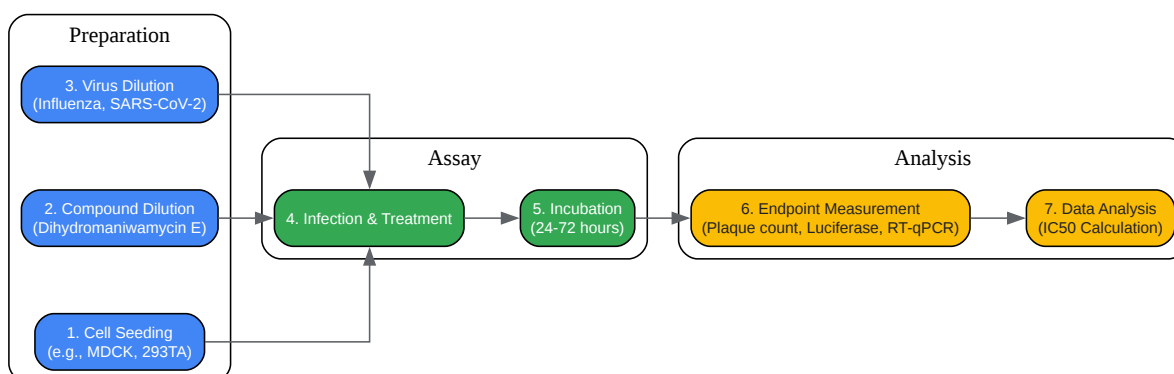 Preparation
3. Virus Dilution
(Influenza, SARS-CoV-2)
2. Compound Dilution
(Dihydromaniwamycin E)
1. Cell Seeding
(e.g., MDCK, 293TA)
Assay
4. Infection & Treatment
5. Incubation
(24-72 hours)
Analysis
6. Endpoint Measurement
(Plaque count, Luciferase, RT-qPCR)
7. Data Analysis
(IC50 Calculation)